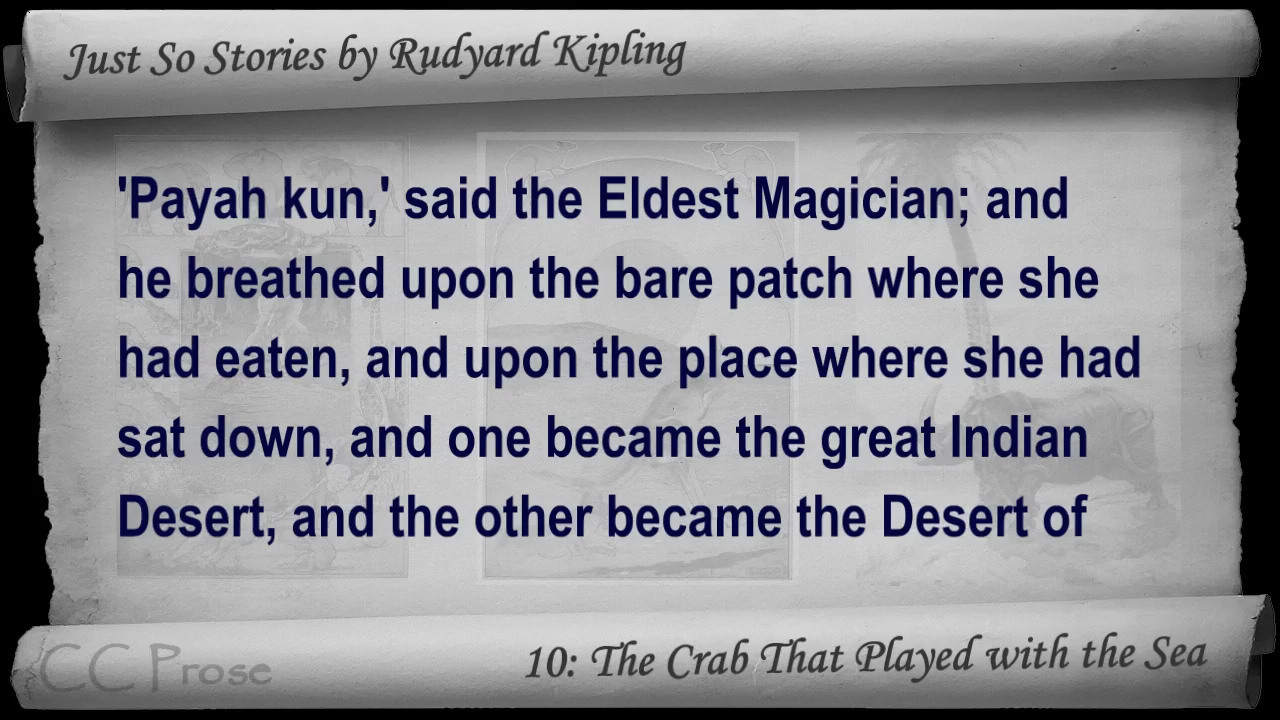 Just So Stories by Rudyard Kipling
'Payah kun,' said the Eldest Magician; and
he breathed upon the bare patch where she
had eaten, and upon the place where she had
sat down, and one became the great Indian
Desert, and the other became the Desert of
CC Prose
10: The Crab That Played with the Sea